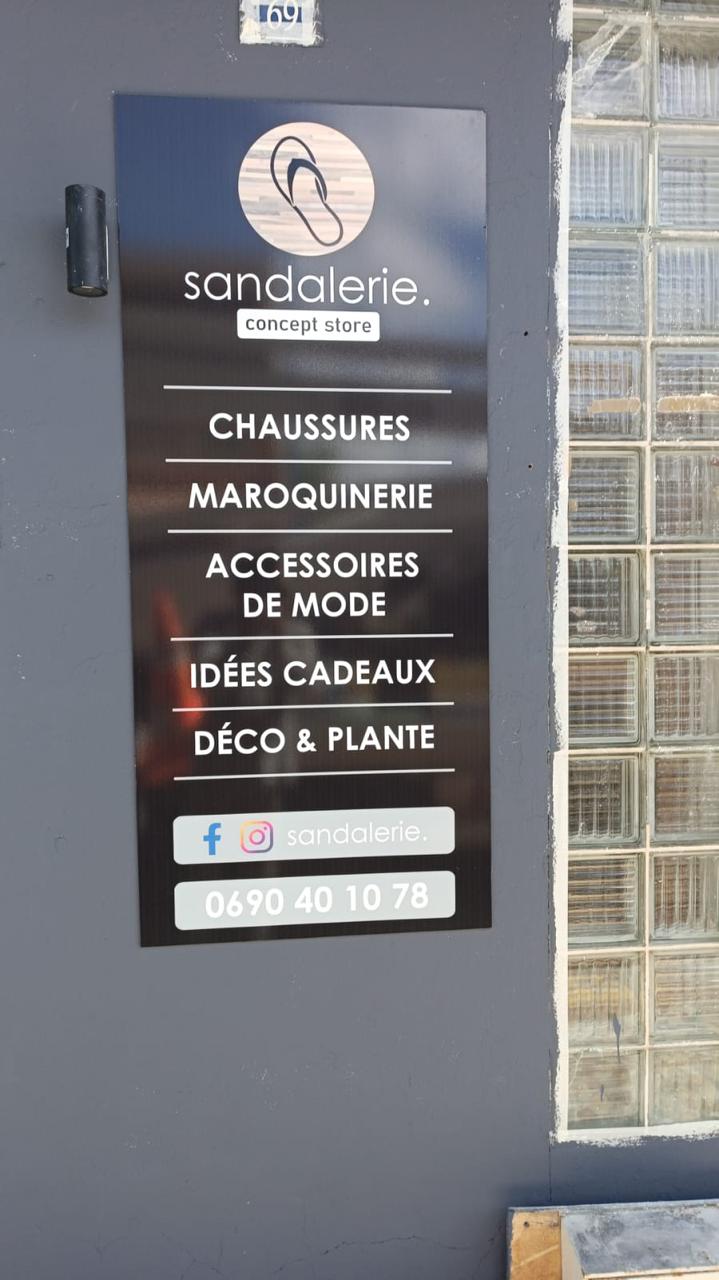 69
sandalerie.
concept store
CHAUSSURES
MAROQUINERIE
ACCESSOIRES
DE MODE
IDÉES CADEAUX
DÉCO & PLANTE
sandalerie.
0690 40 10 78